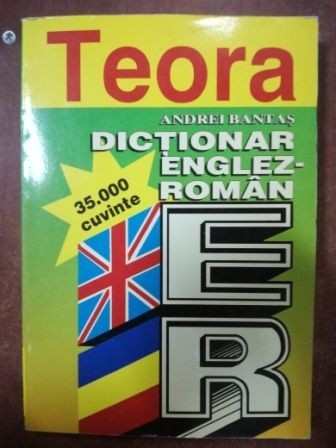 Teora
ANDREI BANTAȘ
DICȚIONAR
ENGLEZ-
ROMÂN
35.000
cuvinte
E
R